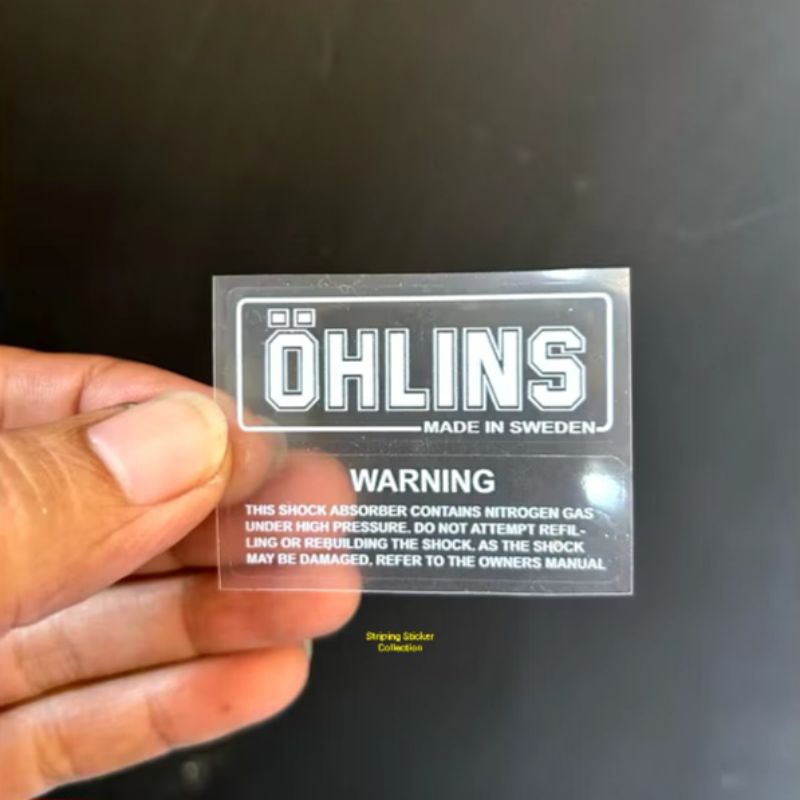 ÖHLINS
MADE IN SWEDEN
WARNING
THIS SHOCK ABSORBER CONTAINS NITROGEN GAS
UNDER HIGH PRESSURE. DO NOT ATTEMPT REFIL-
LING OR REBUILDING THE SHOCK. AS THE SHOCK
MAY BE DAMAGED. REFER TO THE OWNERS MANUAL
Striping Sticker
Collection